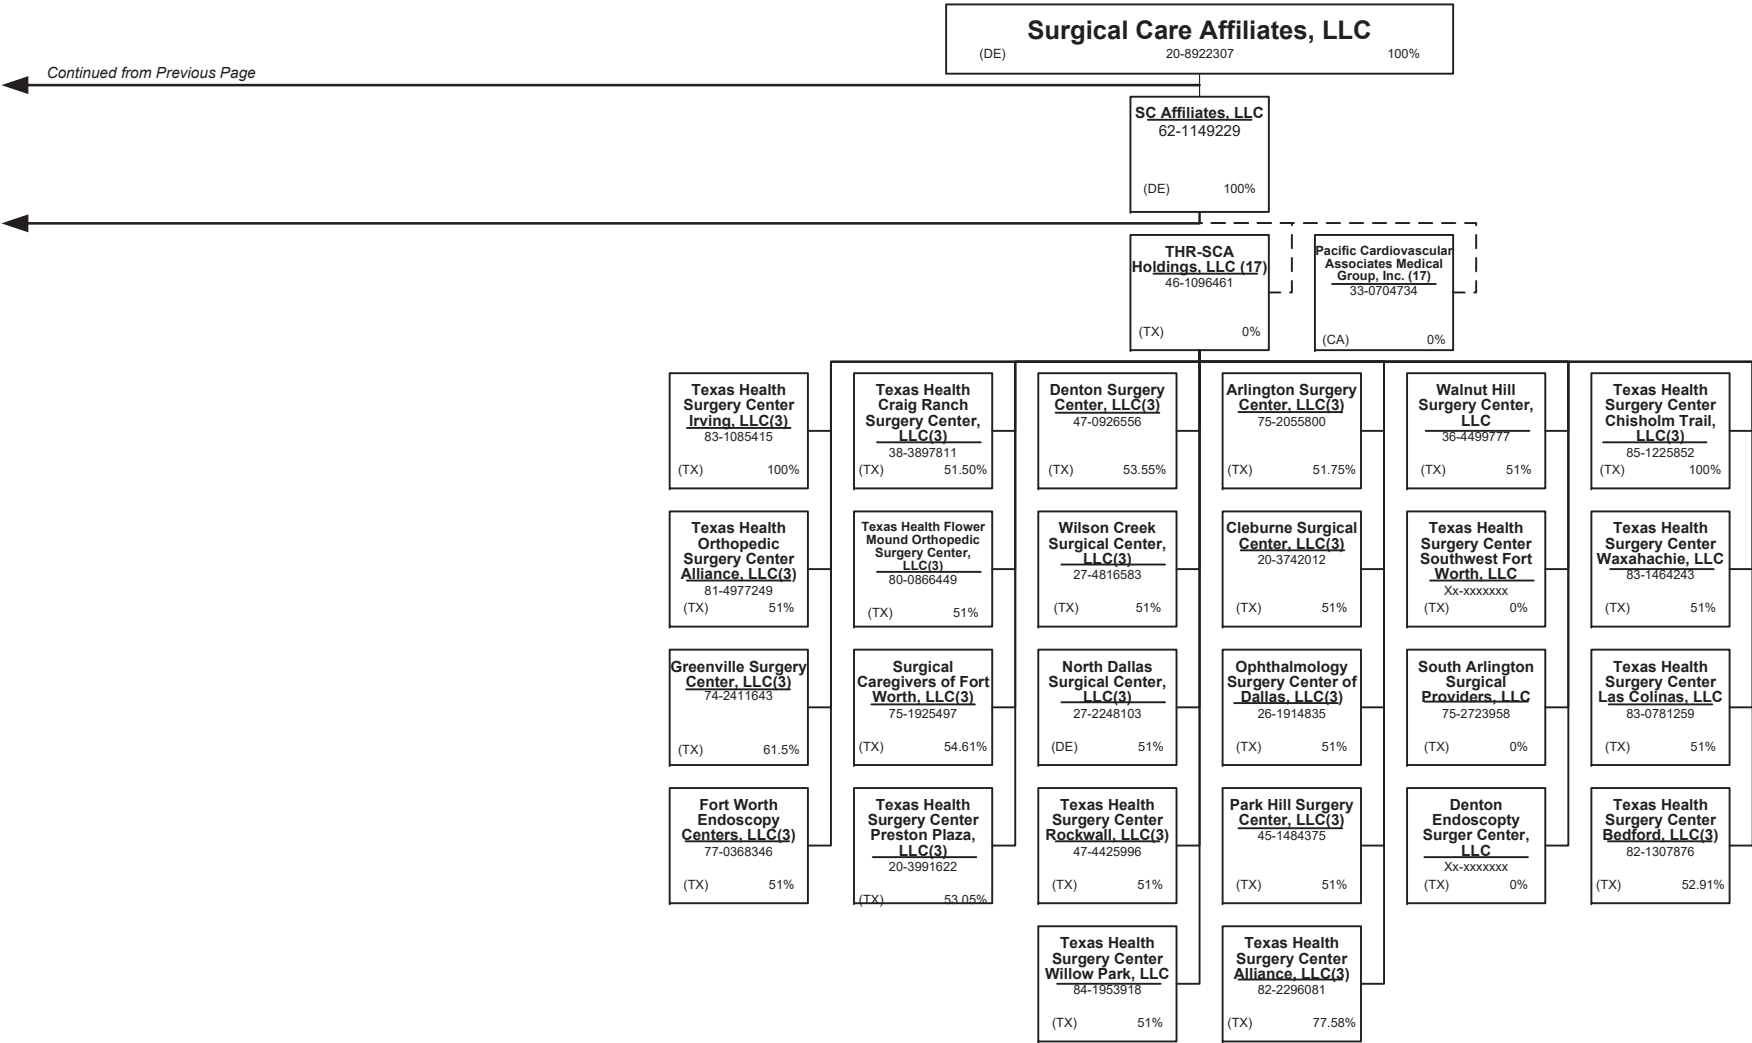 Surgical Care Affiliates, LLC
(DE) 20-8922307 100%
Continued from Previous Page
SC Affiliates, LLC
62-1149229
(DE) 100%
THR-SCA
Holdings, LLC (17)
46-1096461
(TX) 0%
Pacific Cardiovascular
Associates Medical
Group, Inc. (17)
33-0704734
(CA) 0%
Texas Health
Surgery Center
Irving, LLC(3)
83-1085415
(TX) 100%
Texas Health
Craig Ranch
Surgery Center,
LLC(3)
38-3897811
(TX) 51.50%
Denton Surgery
Center, LLC(3)
47-0926556
(TX) 53.55%
Arlington Surgery
Center, LLC(3)
75-2055800
(TX) 51.75%
Walnut Hill
Surgery Center,
LLC
36-4499777
(TX) 51%
Texas Health
Surgery Center
Chisholm Trail,
LLC(3)
85-1225852
(TX) 100%
Texas Health
Orthopedic
Surgery Center
Alliance, LLC(3)
81-4977249
(TX) 51%
Texas Health Flower
Mound Orthopedic
Surgery Center,
LLC(3)
80-0866449
(TX) 51%
Wilson Creek
Surgical Center,
LLC(3)
27-4816583
(TX) 51%
Cleburne Surgical
Center, LLC(3)
20-3742012
(TX) 51%
Texas Health
Surgery Center
Southwest Fort
Worth, LLC
Xx-xxxxxxx
(TX) 0%
Texas Health
Surgery Center
Waxahachie, LLC
83-1464243
(TX) 51%
Greenville Surgery
Center, LLC(3)
74-2411643
(TX) 61.5%
Surgical
Caregivers of Fort
Worth, LLC(3)
75-1925497
(TX) 54.61%
North Dallas
Surgical Center,
LLC(3)
27-2248103
(DE) 51%
Ophthalmology
Surgery Center of
Dallas, LLC(3)
26-1914835
(TX) 51%
South Arlington
Surgical
Providers, LLC
75-2723958
(TX) 0%
Texas Health
Surgery Center
Las Colinas, LLC
83-0781259
(TX) 51%
Fort Worth
Endoscopy
Centers, LLC(3)
77-0368346
(TX) 51%
Texas Health
Surgery Center
Preston Plaza,
LLC(3)
20-3991622
(TX) 53.05%
Texas Health
Surgery Center
Rockwall, LLC(3)
47-4425996
(TX) 51%
Park Hill Surgery
Center, LLC(3)
45-1484375
(TX) 51%
Denton
Endoscopty
Surger Center,
LLC
Xx-xxxxxxx
(TX) 0%
Texas Health
Surgery Center
Bedford, LLC(3)
82-1307876
(TX) 52.91%
Texas Health
Surgery Center
Willow Park, LLC
84-1953918
(TX) 51%
Texas Health
Surgery Center
Alliance, LLC(3)
82-2296081
(TX) 77.58%